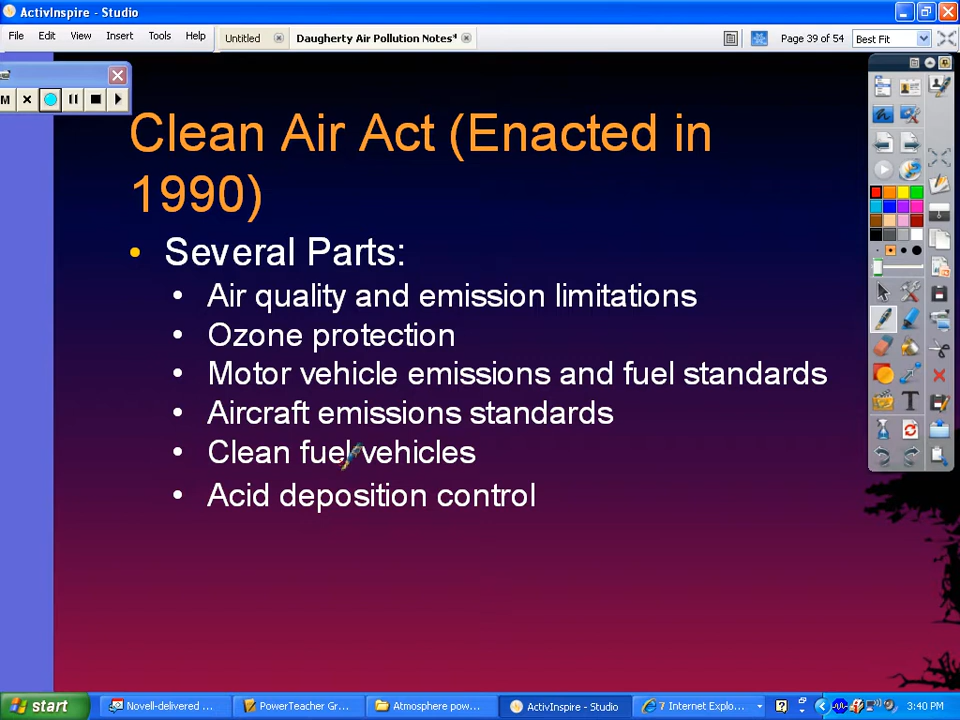 ActivInspire - Studio
File Edit View Insert Tools Help Untitled Daugherty Air Pollution Notes* Page 39 of 54 Best Fit
M
Clean Air Act (Enacted in
1990)
• Several Parts:
• Air quality and emission limitations
• Ozone protection
• Motor vehicle emissions and fuel standards
• Aircraft emissions standards
• Clean fuel vehicles
• Acid deposition control
start Novell-delivered ... PowerTeacher Gr... Atmosphere pow... ActivInspire - Studio 7 Internet Explo... 3:40 PM